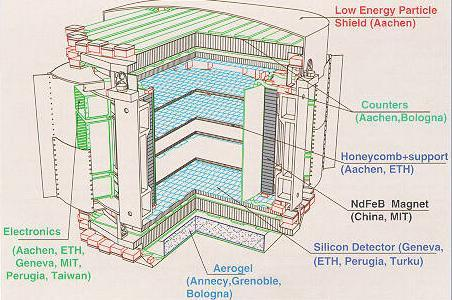 Low Energy Particle
Shield (Aachen)
Counters
(Aachen,Bologna)
Honeycomb+support
(Aachen, ETH)
NdFeB Magnet
(China, MIT)
Silicon Detector (Geneva,
(ETH, Perugia, Turku)
Aerogel
(Annecy,Grenoble,
Bologna)
Electronics
(Aachen, ETH,
Geneva, MIT,
Perugia, Taiwan)